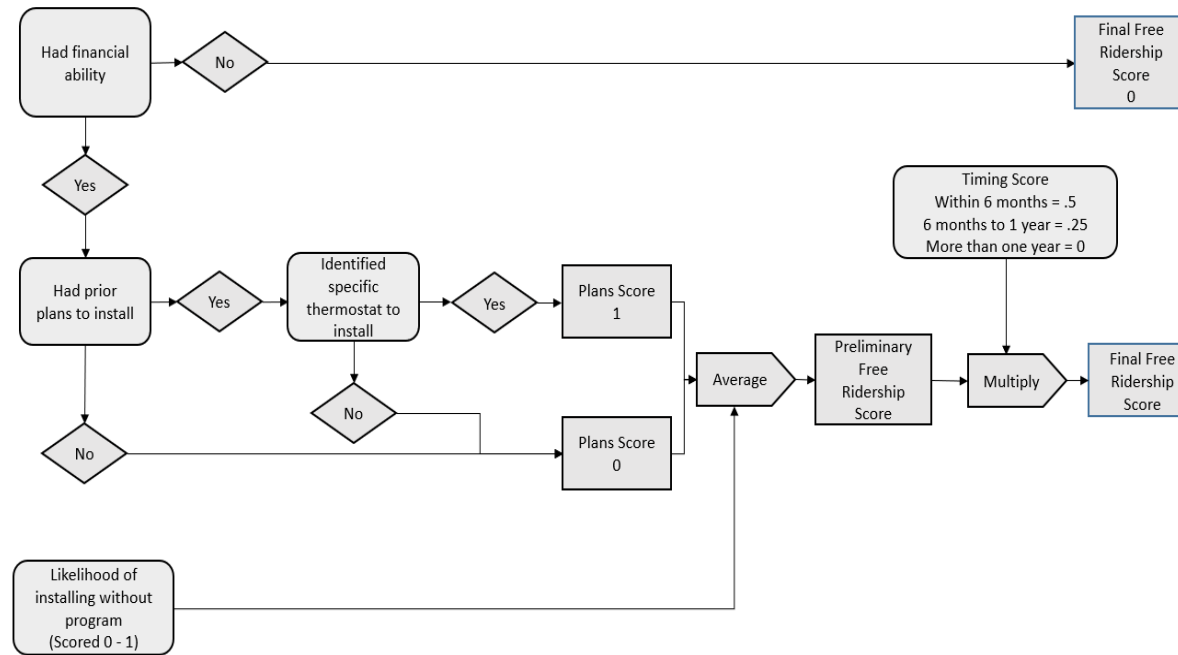 Had financial
ability
No
Final Free
Ridership
Score
0
Yes
Timing Score
Within 6 months = .5
6 months to 1 year = .25
More than one year = 0
Had prior
plans to install
Yes
Identified
specific
thermostat to
install
Yes
Plans Score
1
Average
Preliminary
Free
Ridership
Score
Multiply
Final Free
Ridership
Score
No
No
Plans Score
0
Likelihood of
installing without
program
(Scored 0 - 1)